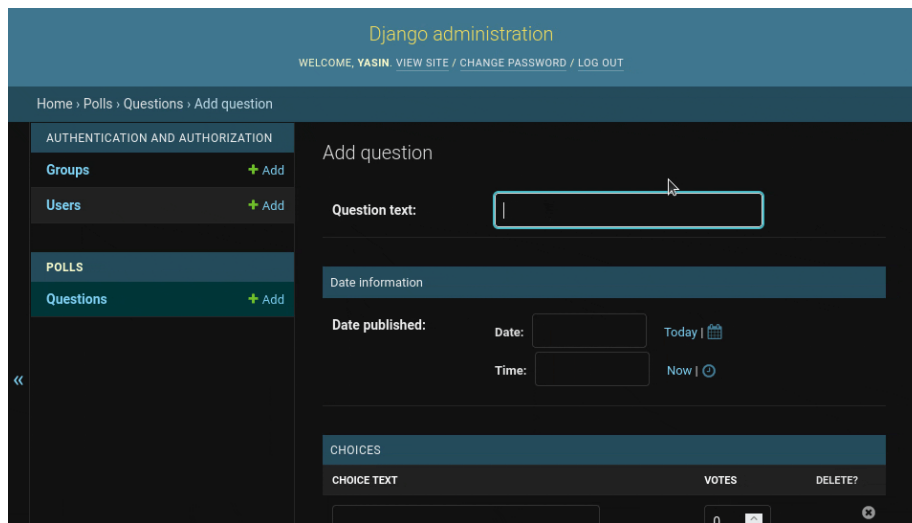 Django administration
WELCOME, YASIN. VIEW SITE / CHANGE PASSWORD / LOG OUT
Home › Polls › Questions › Add question
AUTHENTICATION AND AUTHORIZATION
Groups + Add
Users + Add
POLLS
Questions + Add
«
Add question
Question text:
Date information
Date published:
Date: Today |
Time: Now |
CHOICES
CHOICE TEXT VOTES DELETE?
0